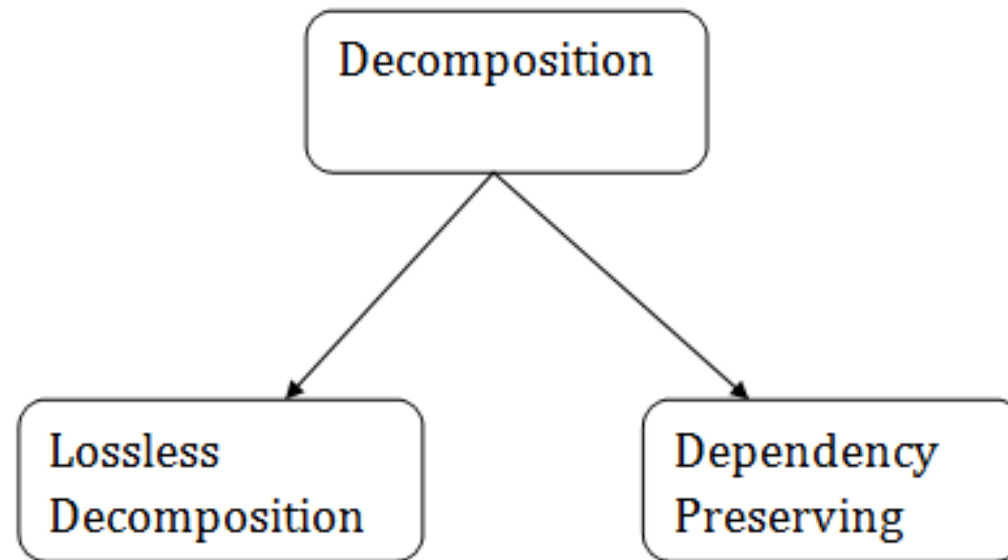 Decomposition
Lossless
Decomposition
Dependency
Preserving